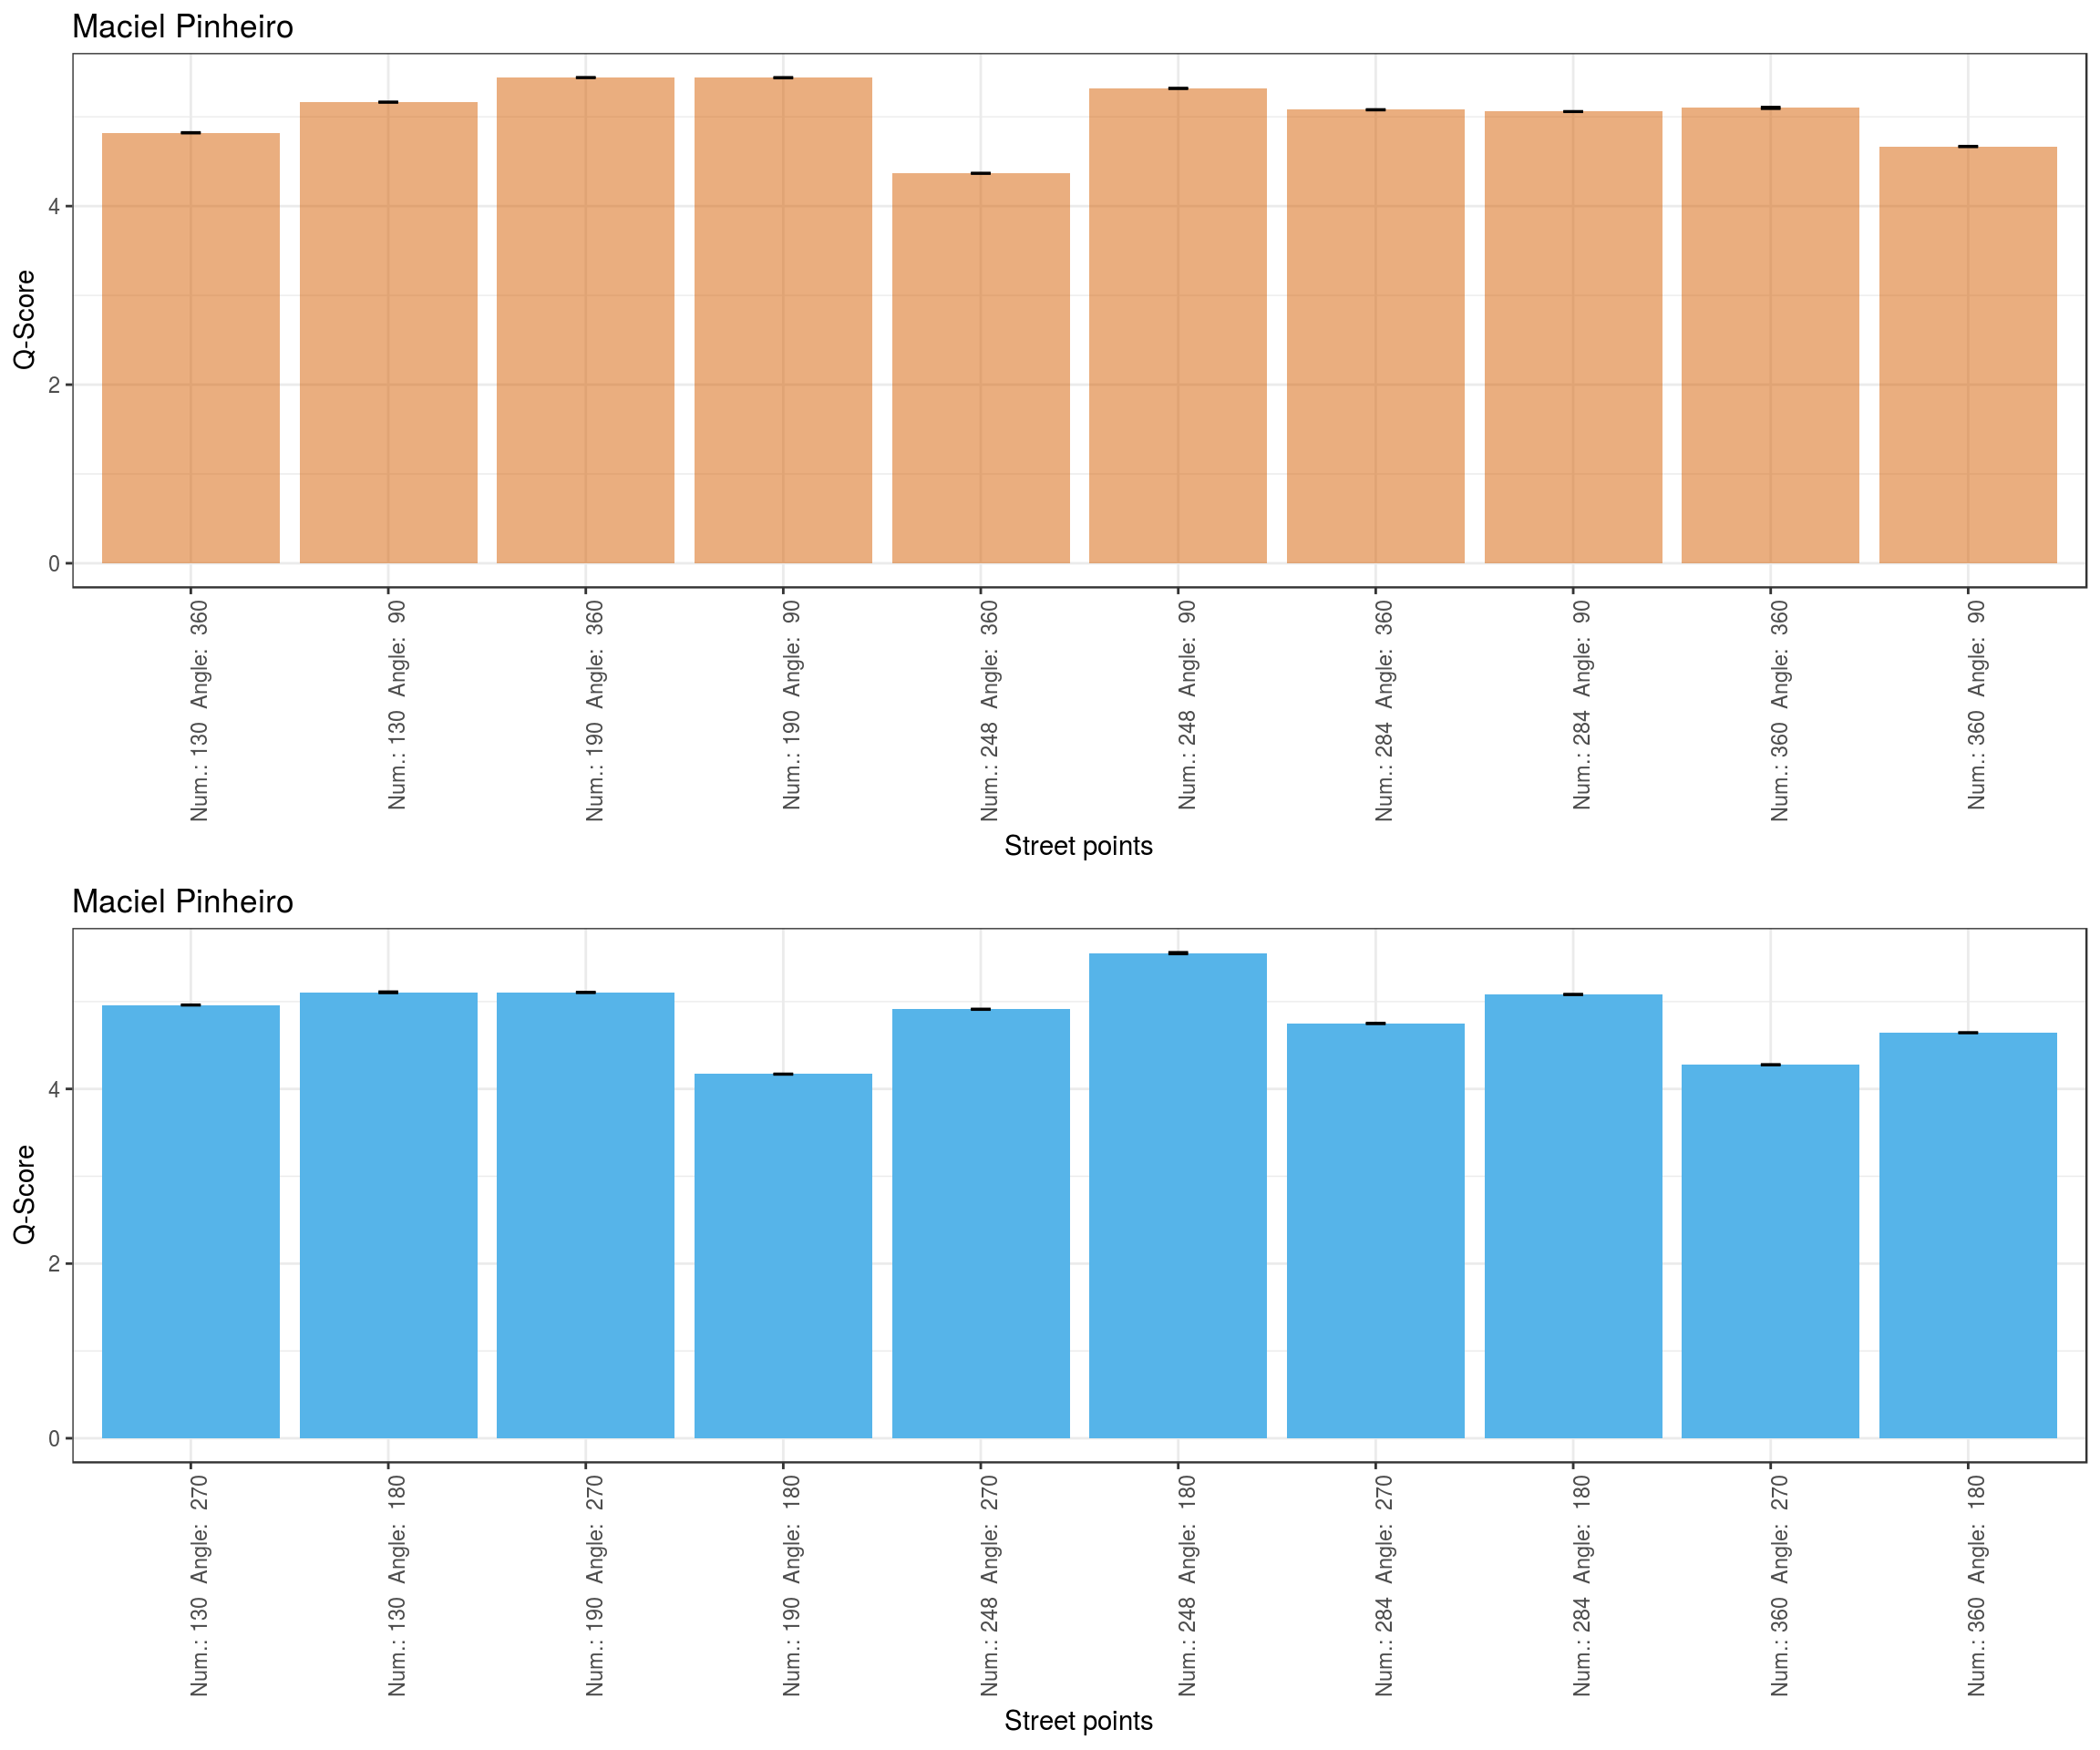 Maciel Pinheiro
Q-Score
4
2
0
Num.: 130 Angle: 360
Num.: 130 Angle: 90
Num.: 190 Angle: 360
Num.: 190 Angle: 90
Num.: 248 Angle: 360
Num.: 248 Angle: 90
Num.: 284 Angle: 360
Num.: 284 Angle: 90
Num.: 360 Angle: 360
Num.: 360 Angle: 90
Street points
Maciel Pinheiro
Q-Score
4
2
0
Num.: 130 Angle: 270
Num.: 130 Angle: 180
Num.: 190 Angle: 270
Num.: 190 Angle: 180
Num.: 248 Angle: 270
Num.: 248 Angle: 180
Num.: 284 Angle: 270
Num.: 284 Angle: 180
Num.: 360 Angle: 270
Num.: 360 Angle: 180
Street points